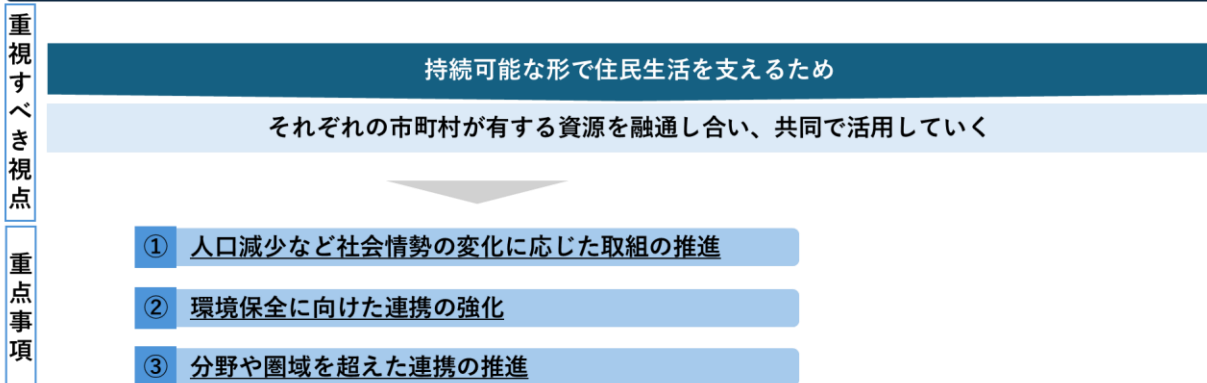 重視すべき視点
持続可能な形で住民生活を支えるため
それぞれの市町村が有する資源を融通し合い、共同で活用していく
重点事項
① 人口減少など社会情勢の変化に応じた取組の推進
② 環境保全に向けた連携の強化
③ 分野や圏域を超えた連携の推進